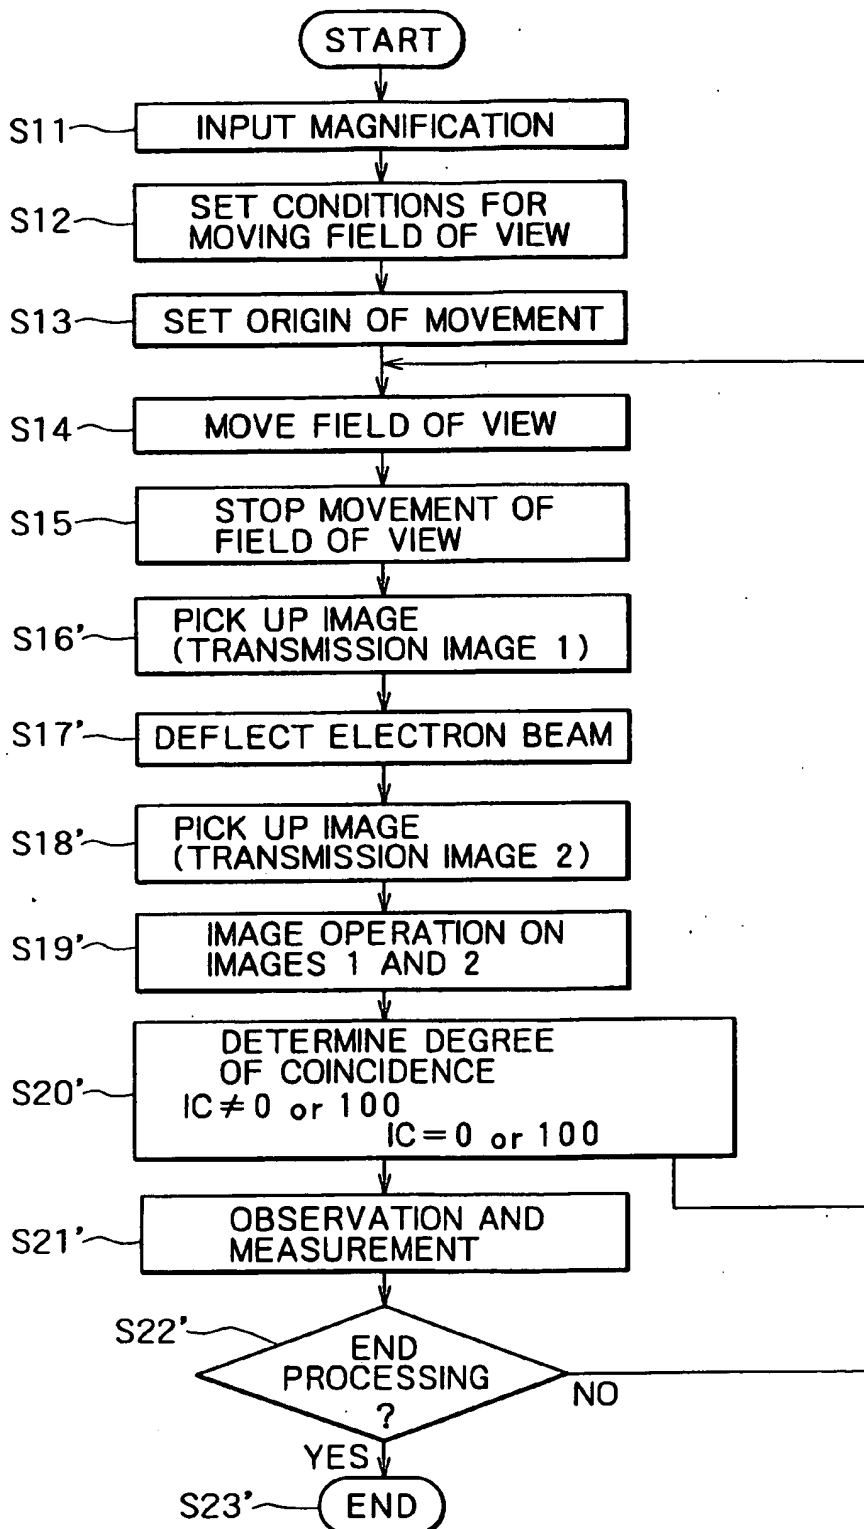 START
S11
INPUT MAGNIFICATION
S12
SET CONDITIONS FOR
MOVING FIELD OF VIEW
S13
SET ORIGIN OF MOVEMENT
S14
MOVE FIELD OF VIEW
S15
STOP MOVEMENT OF
FIELD OF VIEW
S16'
PICK UP IMAGE
(TRANSMISSION IMAGE 1)
S17'
DEFLECT ELECTRON BEAM
S18'
PICK UP IMAGE
(TRANSMISSION IMAGE 2)
S19'
IMAGE OPERATION ON
IMAGES 1 AND 2
S20'
DETERMINE DEGREE
OF COINCIDENCE
IC≠0 or 100
IC=0 or 100
S21'
OBSERVATION AND
MEASUREMENT
S22'
END
PROCESSING
?
NO
YES
S23'
END